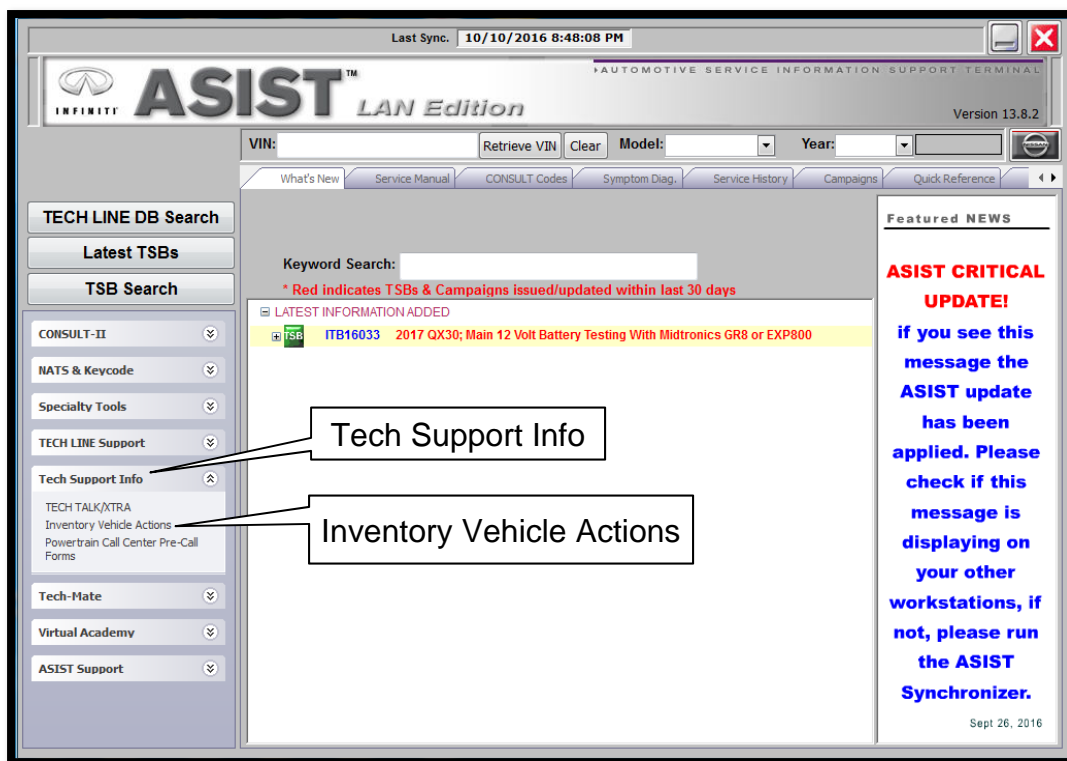 Last Sync. 10/10/2016 8:48:08 PM
INFINITI
ASIST™ LAN Edition
AUTOMOTIVE SERVICE INFORMATION SUPPORT TERMINAL
Version 13.8.2
VIN: Retrieve VIN Clear Model: Year: NISSAN
What's New Service Manual CONSULT Codes Symptom Diag. Service History Campaigns Quick Reference
TECH LINE DB Search
Latest TSBs
TSB Search
CONSULT-II
NATS & Keycode
Specialty Tools
TECH LINE Support
Tech Support Info
TECH TALK/XTRA
Inventory Vehicle Actions
Powertrain Call Center Pre-Call
Forms
Tech-Mate
Virtual Academy
ASIST Support
Keyword Search:
* Red indicates TSBs & Campaigns issued/updated within last 30 days
LATEST INFORMATION ADDED
TSB ITB16033 2017 QX30; Main 12 Volt Battery Testing With Midtronics GR8 or EXP800
Tech Support Info
Inventory Vehicle Actions
Featured NEWS
ASIST CRITICAL
UPDATE!
if you see this
message the
ASIST update
has been
applied. Please
check if this
message is
displaying on
your other
workstations, if
not, please run
the ASIST
Synchronizer.
Sept 26, 2016